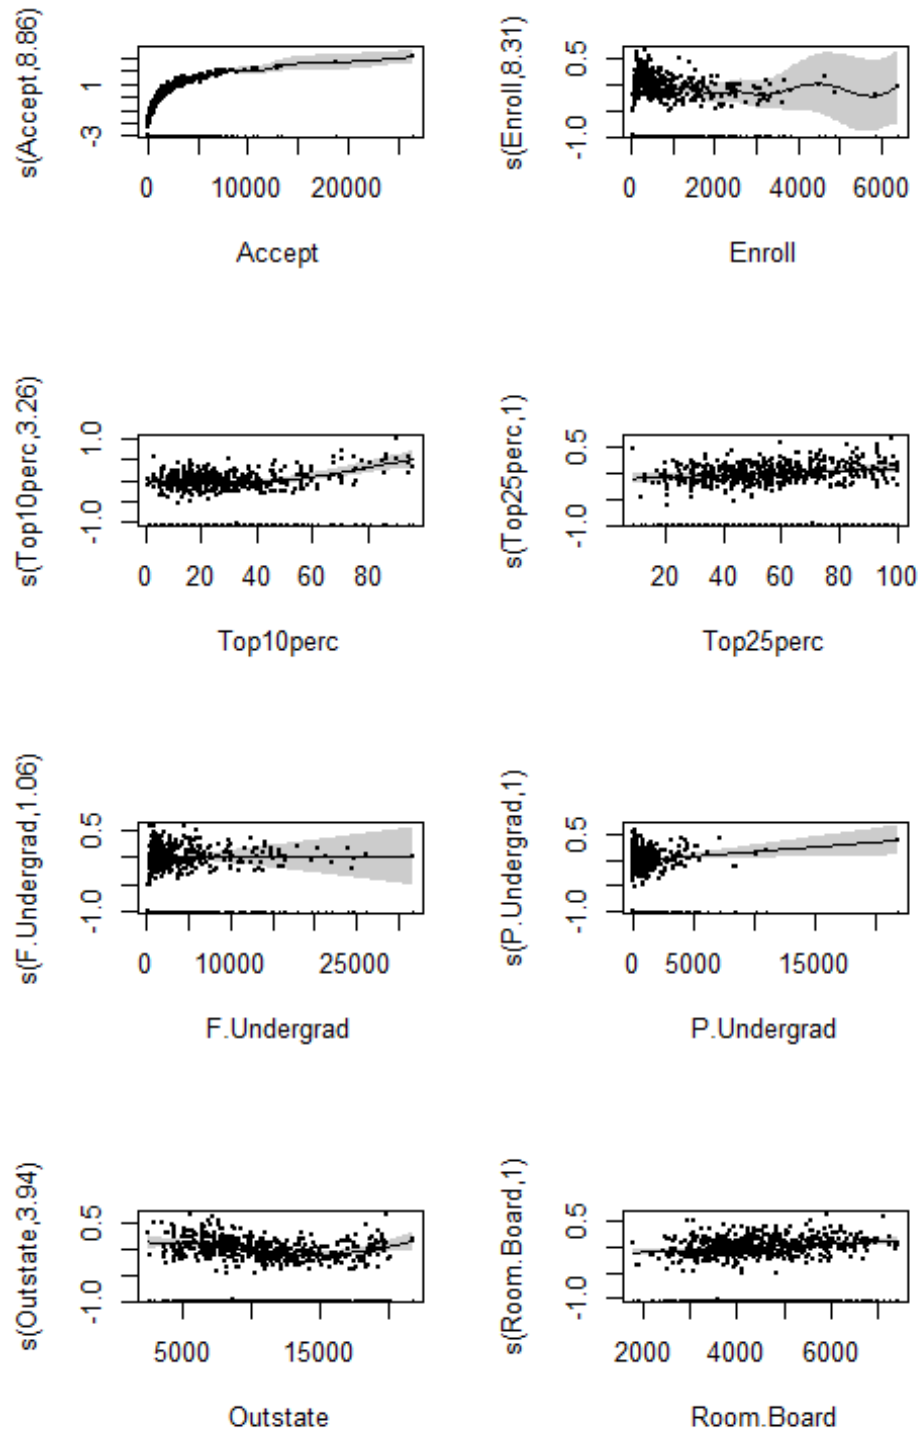 s(Accept,8.86)
1
-3
0 10000 20000
Accept
s(Enroll,8.31)
0.5
-1.0
0 2000 4000 6000
Enroll
s(Top10perc,3.26)
1.0
-1.0
0 20 40 60 80
Top10perc
s(Top25perc,1)
0.5
-1.0
20 40 60 80 100
Top25perc
s(F.Undergrad,1.06)
0.5
-1.0
0 10000 25000
F.Undergrad
s(P.Undergrad,1)
0.5
-1.0
0 5000 15000
P.Undergrad
s(Outstate,3.94)
0.5
-1.0
5000 15000
Outstate
s(Room.Board,1)
0.5
-1.0
2000 4000 6000
Room.Board